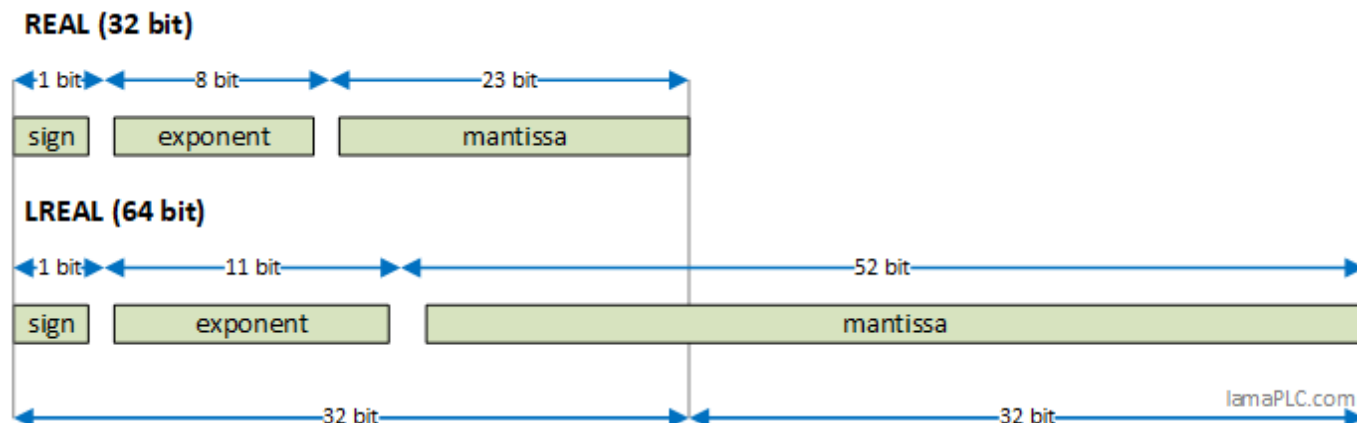 REAL (32 bit)
1 bit 8 bit 23 bit
sign exponent mantissa
LREAL (64 bit)
1 bit 11 bit 52 bit
sign exponent mantissa
lamaPLC.com
32 bit 32 bit